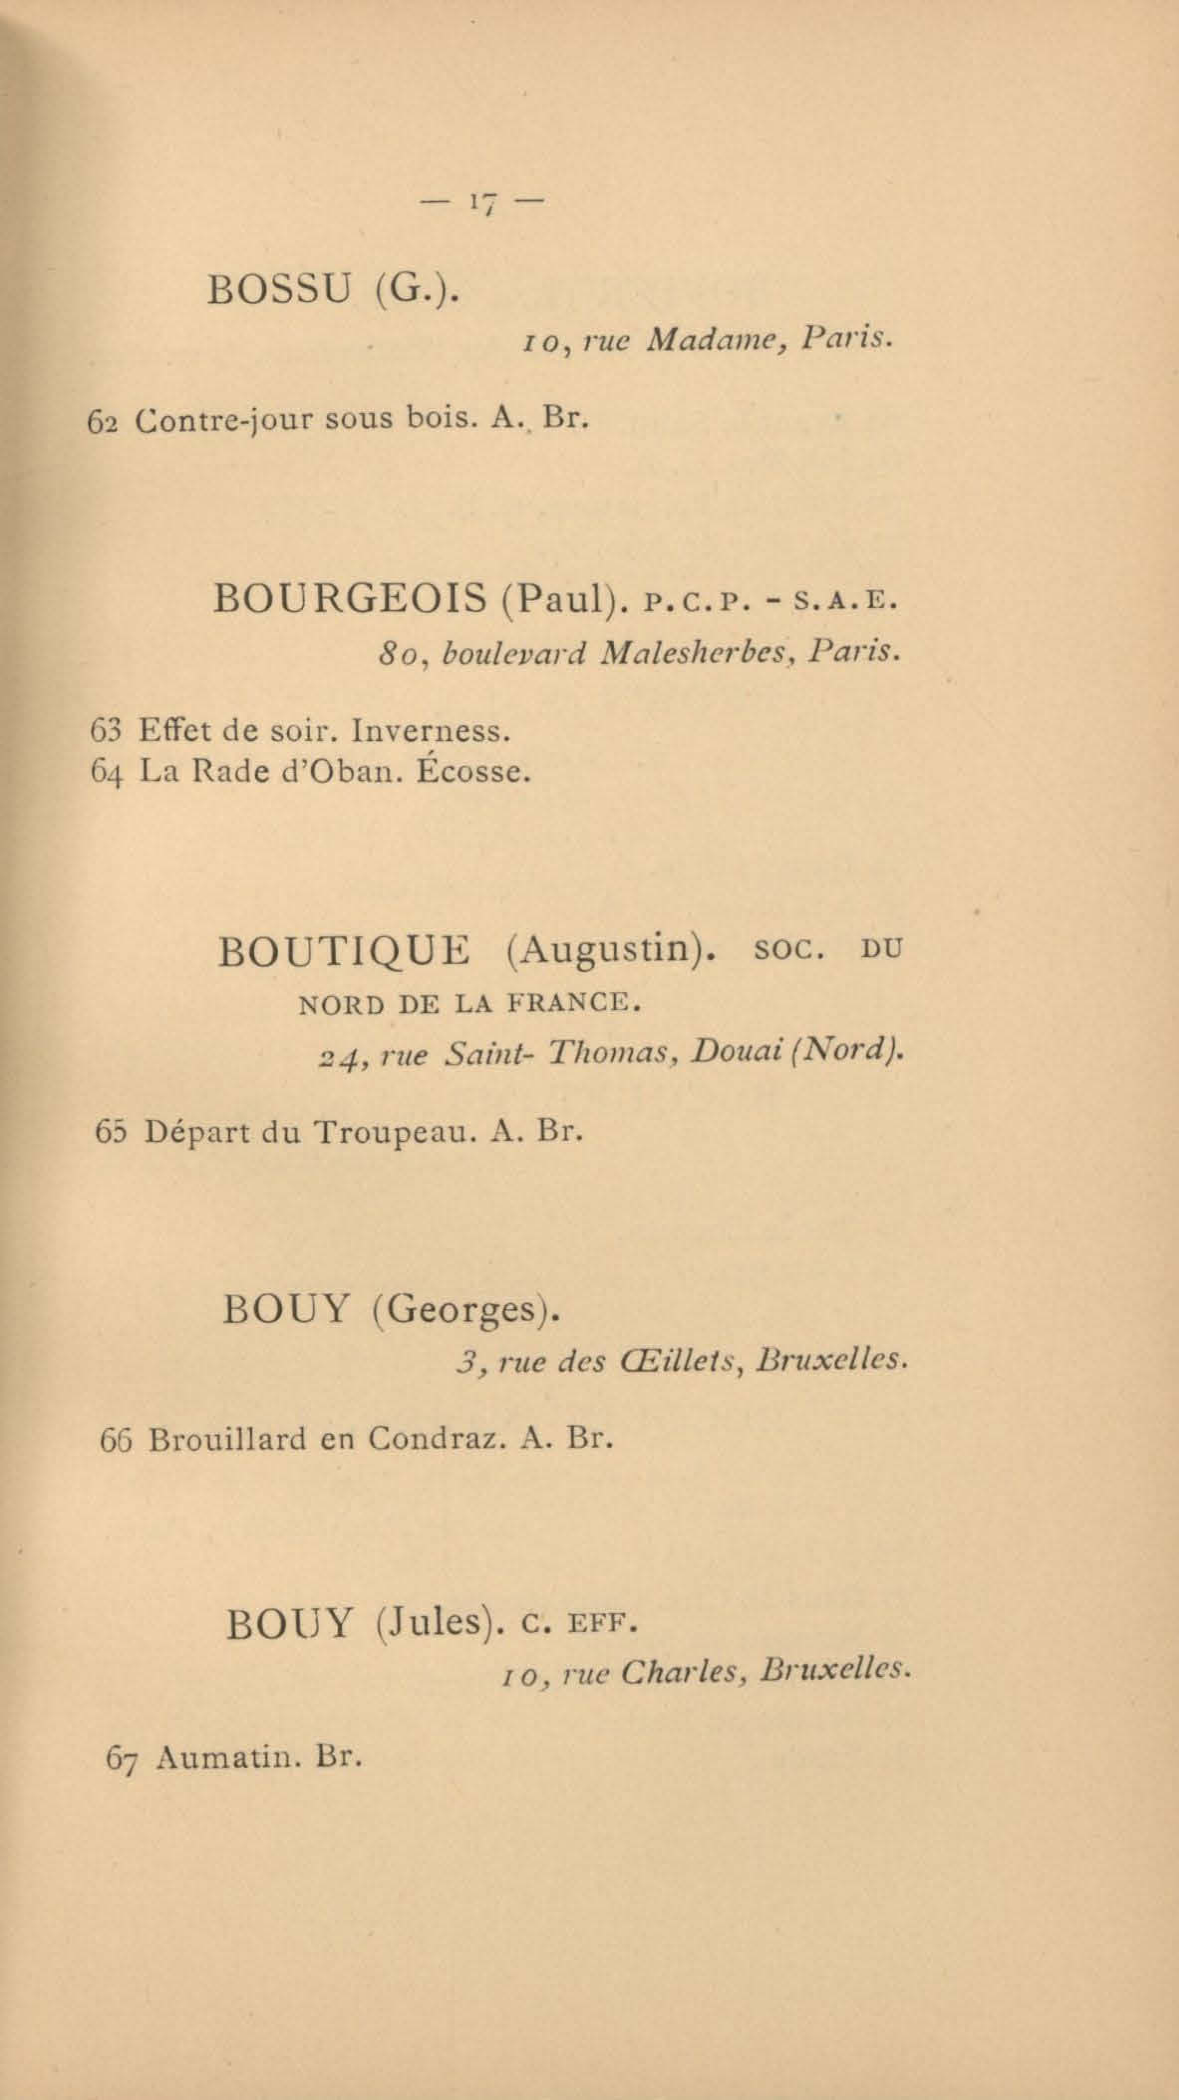 — 17 —
BOSSU (G.).
10, rue Madame, Paris.
62 Contre-jour sous bois. A. Br.
BOURGEOIS (Paul). P.C.P. - S.A.E.
80, boulevard Malesherbes, Paris.
63 Effet de soir. Inverness.
64 La Rade d'Oban. Écosse.
BOUTIQUE (Augustin). SOC. DU
NORD DE LA FRANCE.
24, rue Saint- Thomas, Douai (Nord).
65 Départ du Troupeau. A. Br.
BOUY (Georges).
3, rue des Œillets, Bruxelles.
66 Brouillard en Condraz. A. Br.
BOUY (Jules). C. EFF.
10, rue Charles, Bruxelles.
67 Aumatin. Br.